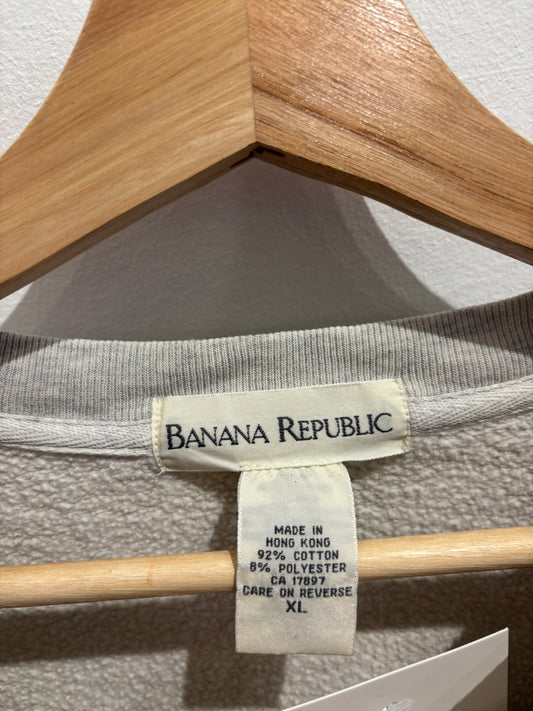 BANANA REPUBLIC
MADE IN
HONG KONG
92% COTTON
8% POLYESTER
CA 17897
CARE ON REVERSE
XL